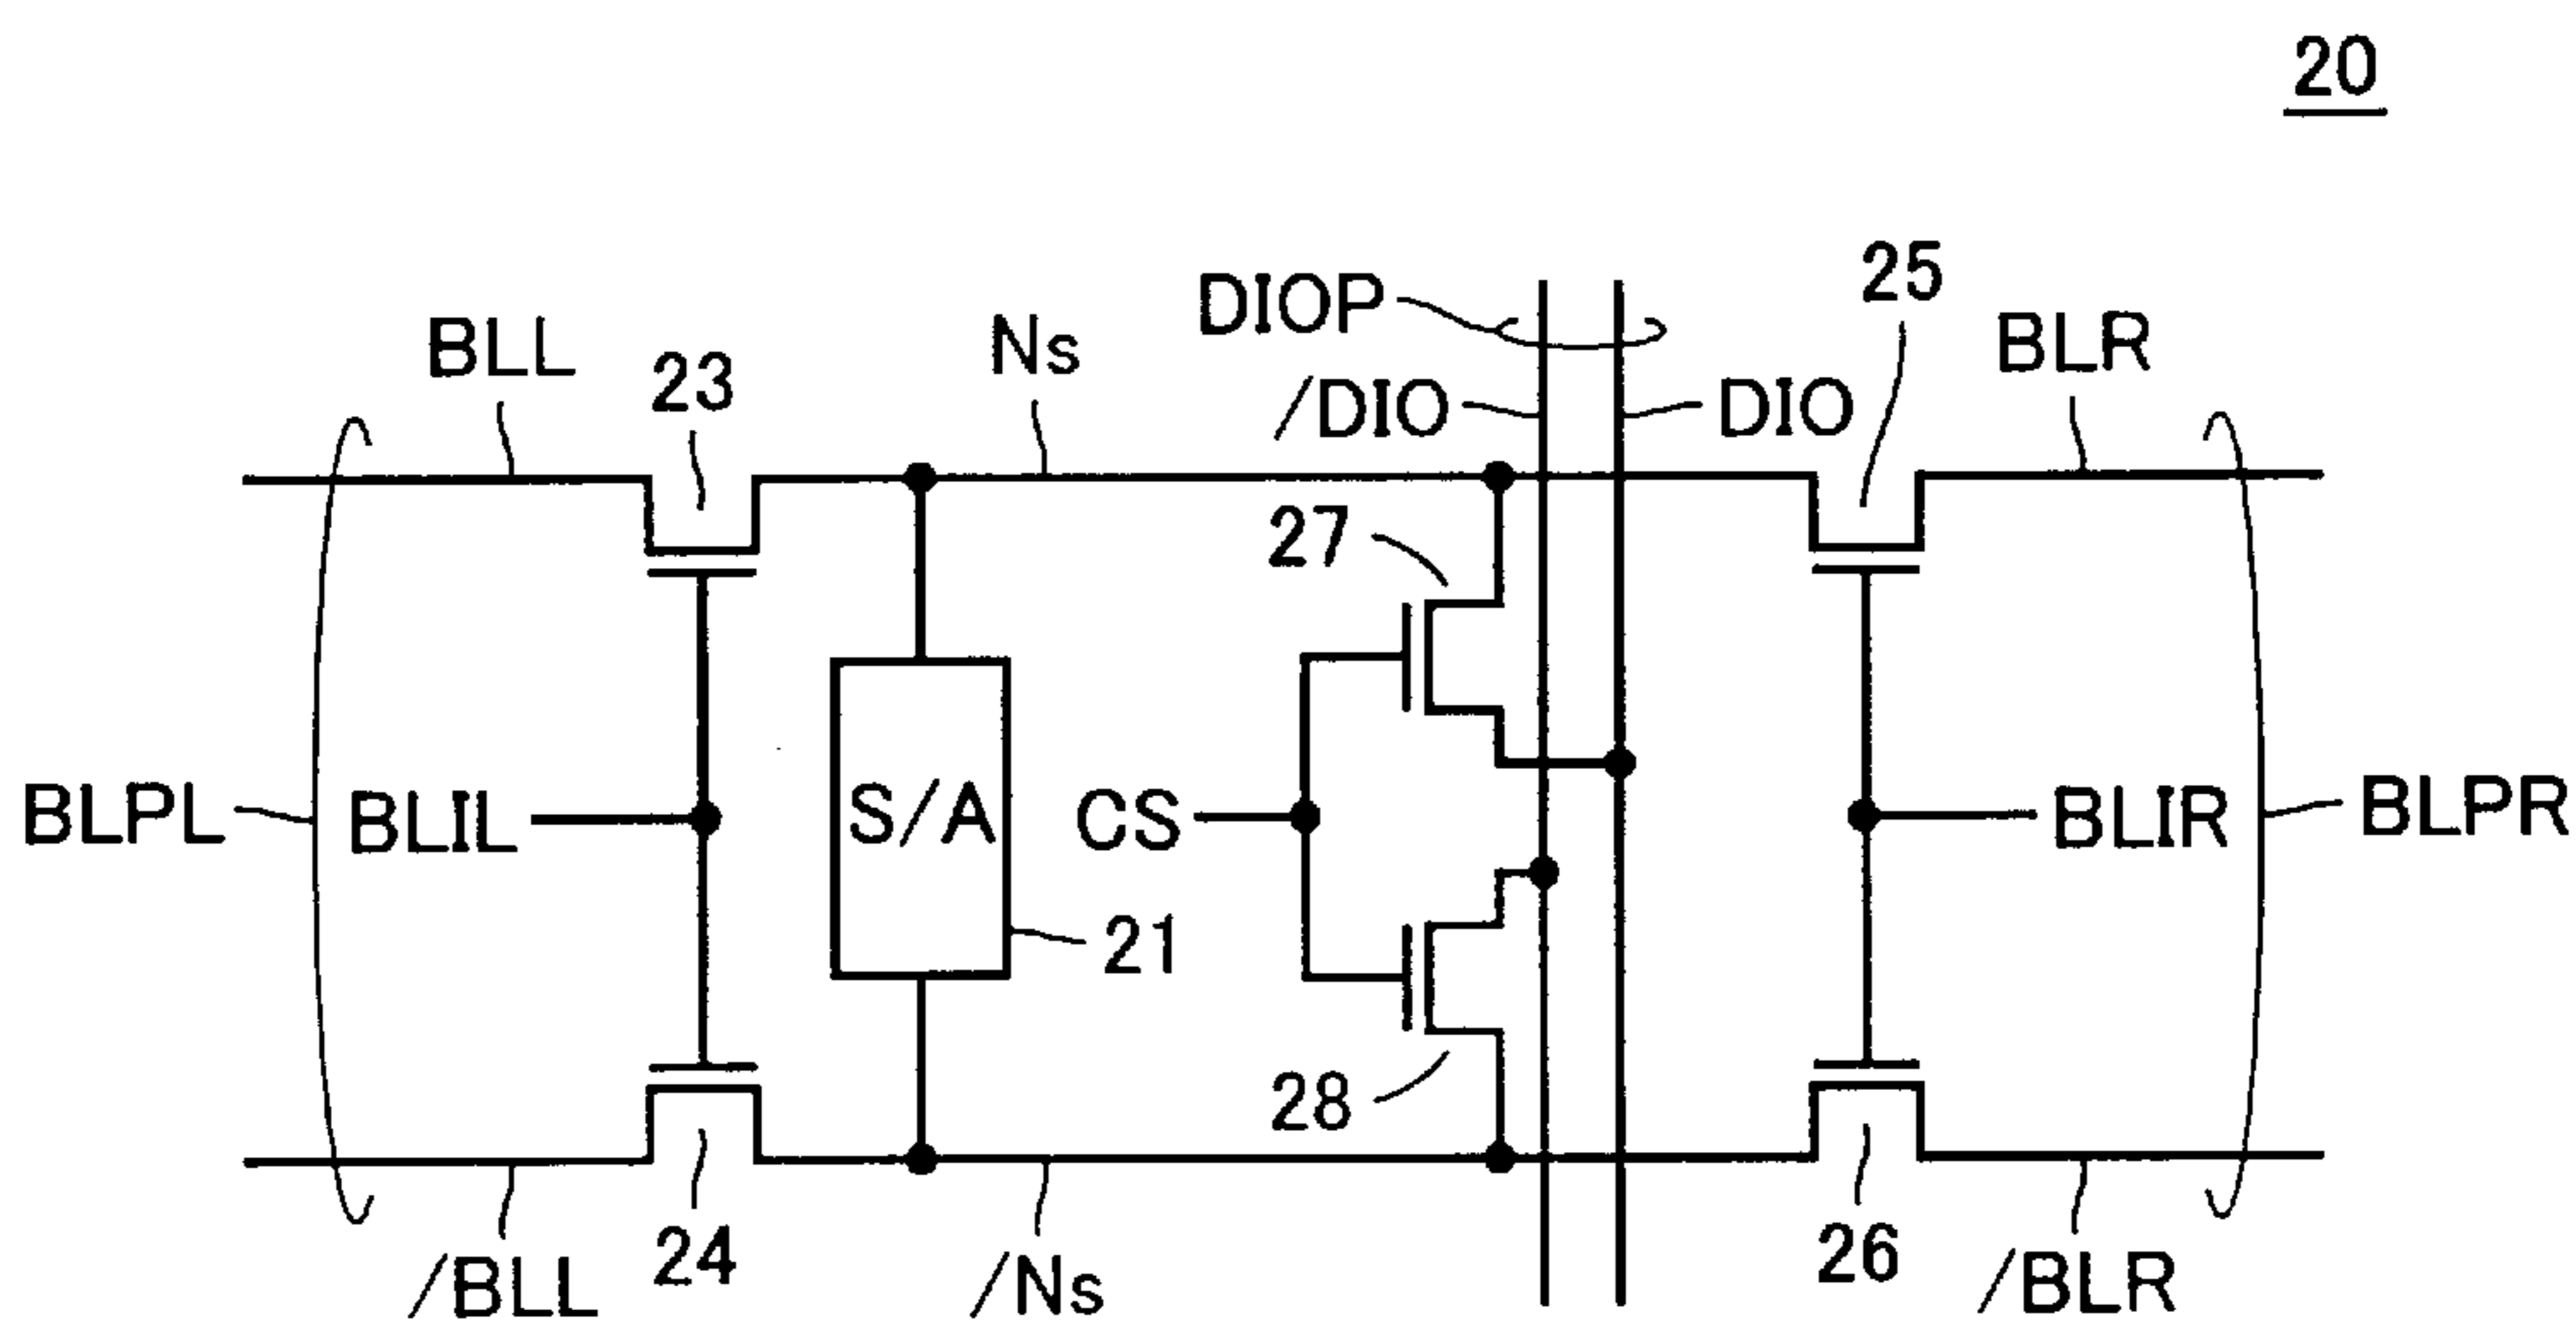 20
25
DIOP
BLL
Ns
BLR
23
/DIO
DIO
27
BLPL
BLIL
S/A
CS
BLIR
BLPR
21
28
24
26
/BLL
/Ns
/BLR